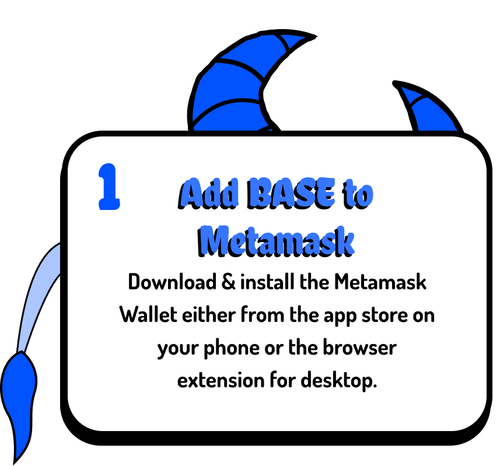 1
Add BASE to
Metamask
Download & install the Metamask
Wallet either from the app store on
your phone or the browser
extension for desktop.